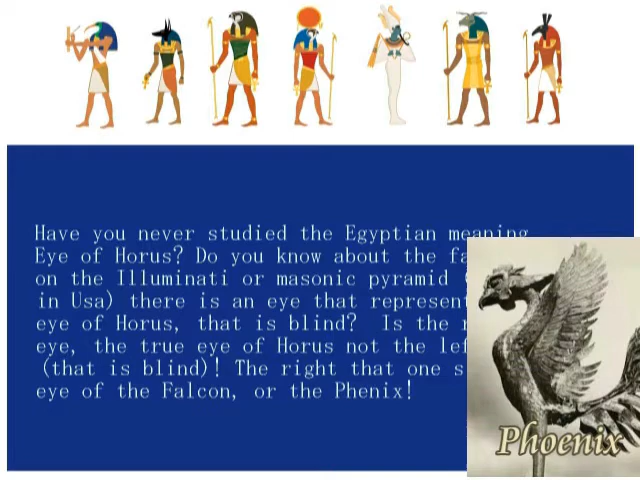 Have you never studied the Egyptian meaning
Eye of Horus? Do you know about the
on the Illuminati or masonic pyramid
in Usa) there is an eye that
eye of Horus, that is blind? Is the
eye, the true eye of Horus not the
(that is blind)! The right that one
eye of the Falcon, or the Phenix!
Phoenix